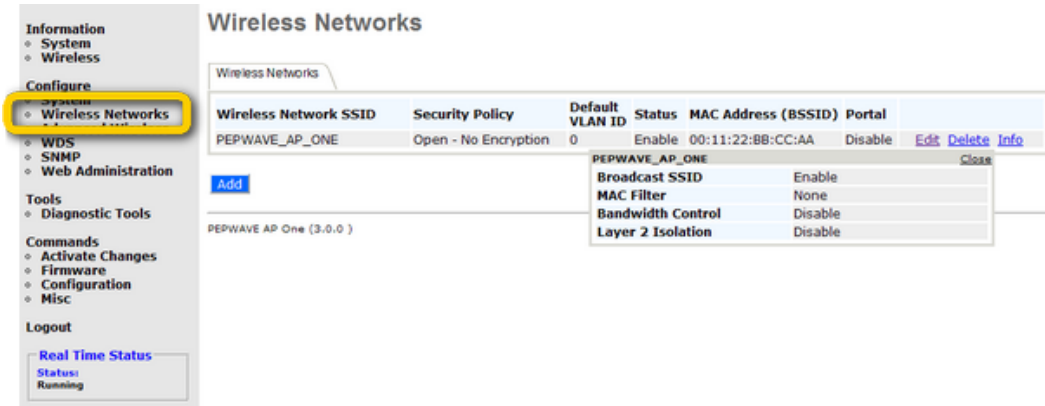 Information
System
Wireless
Configure
System
Wireless Networks
Advanced Wireless
WDS
SNMP
Web Administration
Tools
Diagnostic Tools
Commands
Activate Changes
Firmware
Configuration
Misc
Logout
Real Time Status
Status:
Running
Wireless Networks
Wireless Networks
Wireless Network SSID Security Policy Default VLAN ID Status MAC Address (BSSID) Portal
PEPWAVE_AP_ONE Open - No Encryption 0 Enable 00:11:22:BB:CC:AA Disable Edit Delete Info
PEPWAVE_AP_ONE Close
Broadcast SSID Enable
MAC Filter None
Bandwidth Control Disable
Layer 2 Isolation Disable
Add
PEPWAVE AP One (3.0.0 )